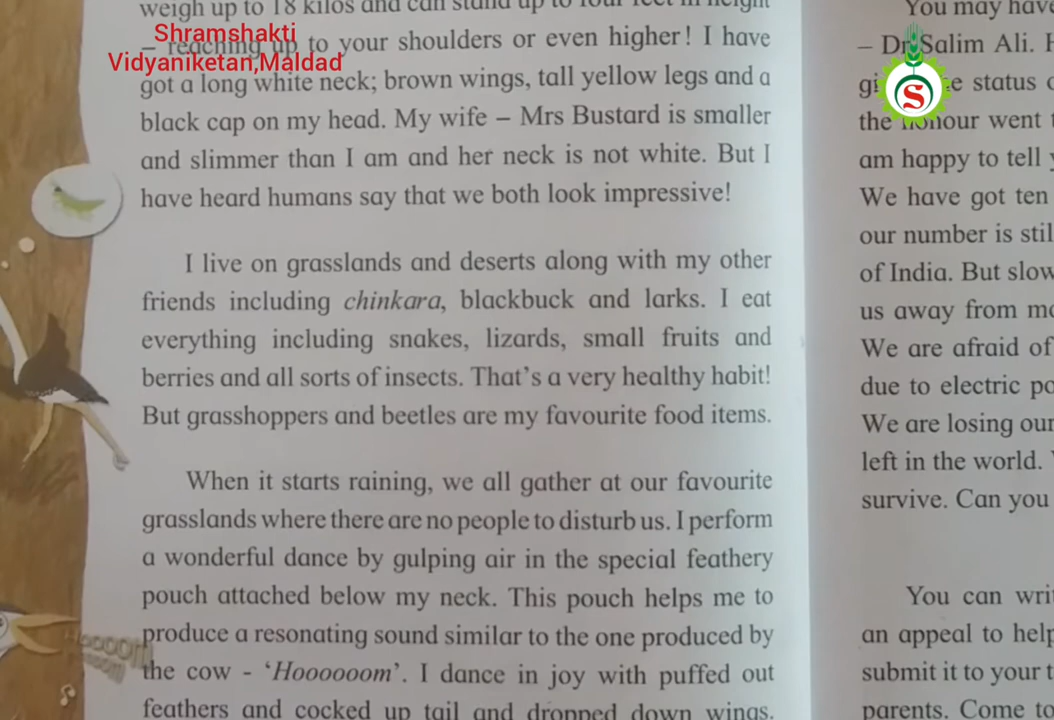 weigh up to 18 kilos and can stand up to four feet in height
– reaching up to your shoulders or even higher! I have
got a long white neck; brown wings, tall yellow legs and a
black cap on my head. My wife – Mrs Bustard is smaller
and slimmer than I am and her neck is not white. But I
have heard humans say that we both look impressive!
I live on grasslands and deserts along with my other
friends including chinkara, blackbuck and larks. I eat
everything including snakes, lizards, small fruits and
berries and all sorts of insects. That's a very healthy habit!
But grasshoppers and beetles are my favourite food items.
When it starts raining, we all gather at our favourite
grasslands where there are no people to disturb us. I perform
a wonderful dance by gulping air in the special feathery
pouch attached below my neck. This pouch helps me to
produce a resonating sound similar to the one produced by
the cow - ‘Hoooooom’. I dance in joy with puffed out
feathers and cocked up tail and dropped down wings.
Shramshakti
Vidyaniketan,Maldad
S
You may have
– Dr Salim Ali.
status
the honour went
am happy to tell
We have got ten
our number is
of India. But
us away from
We are afraid of
due to electric
We are losing our
left in the world.
survive. Can you
You can
an appeal to
submit it to your
parents. Come to